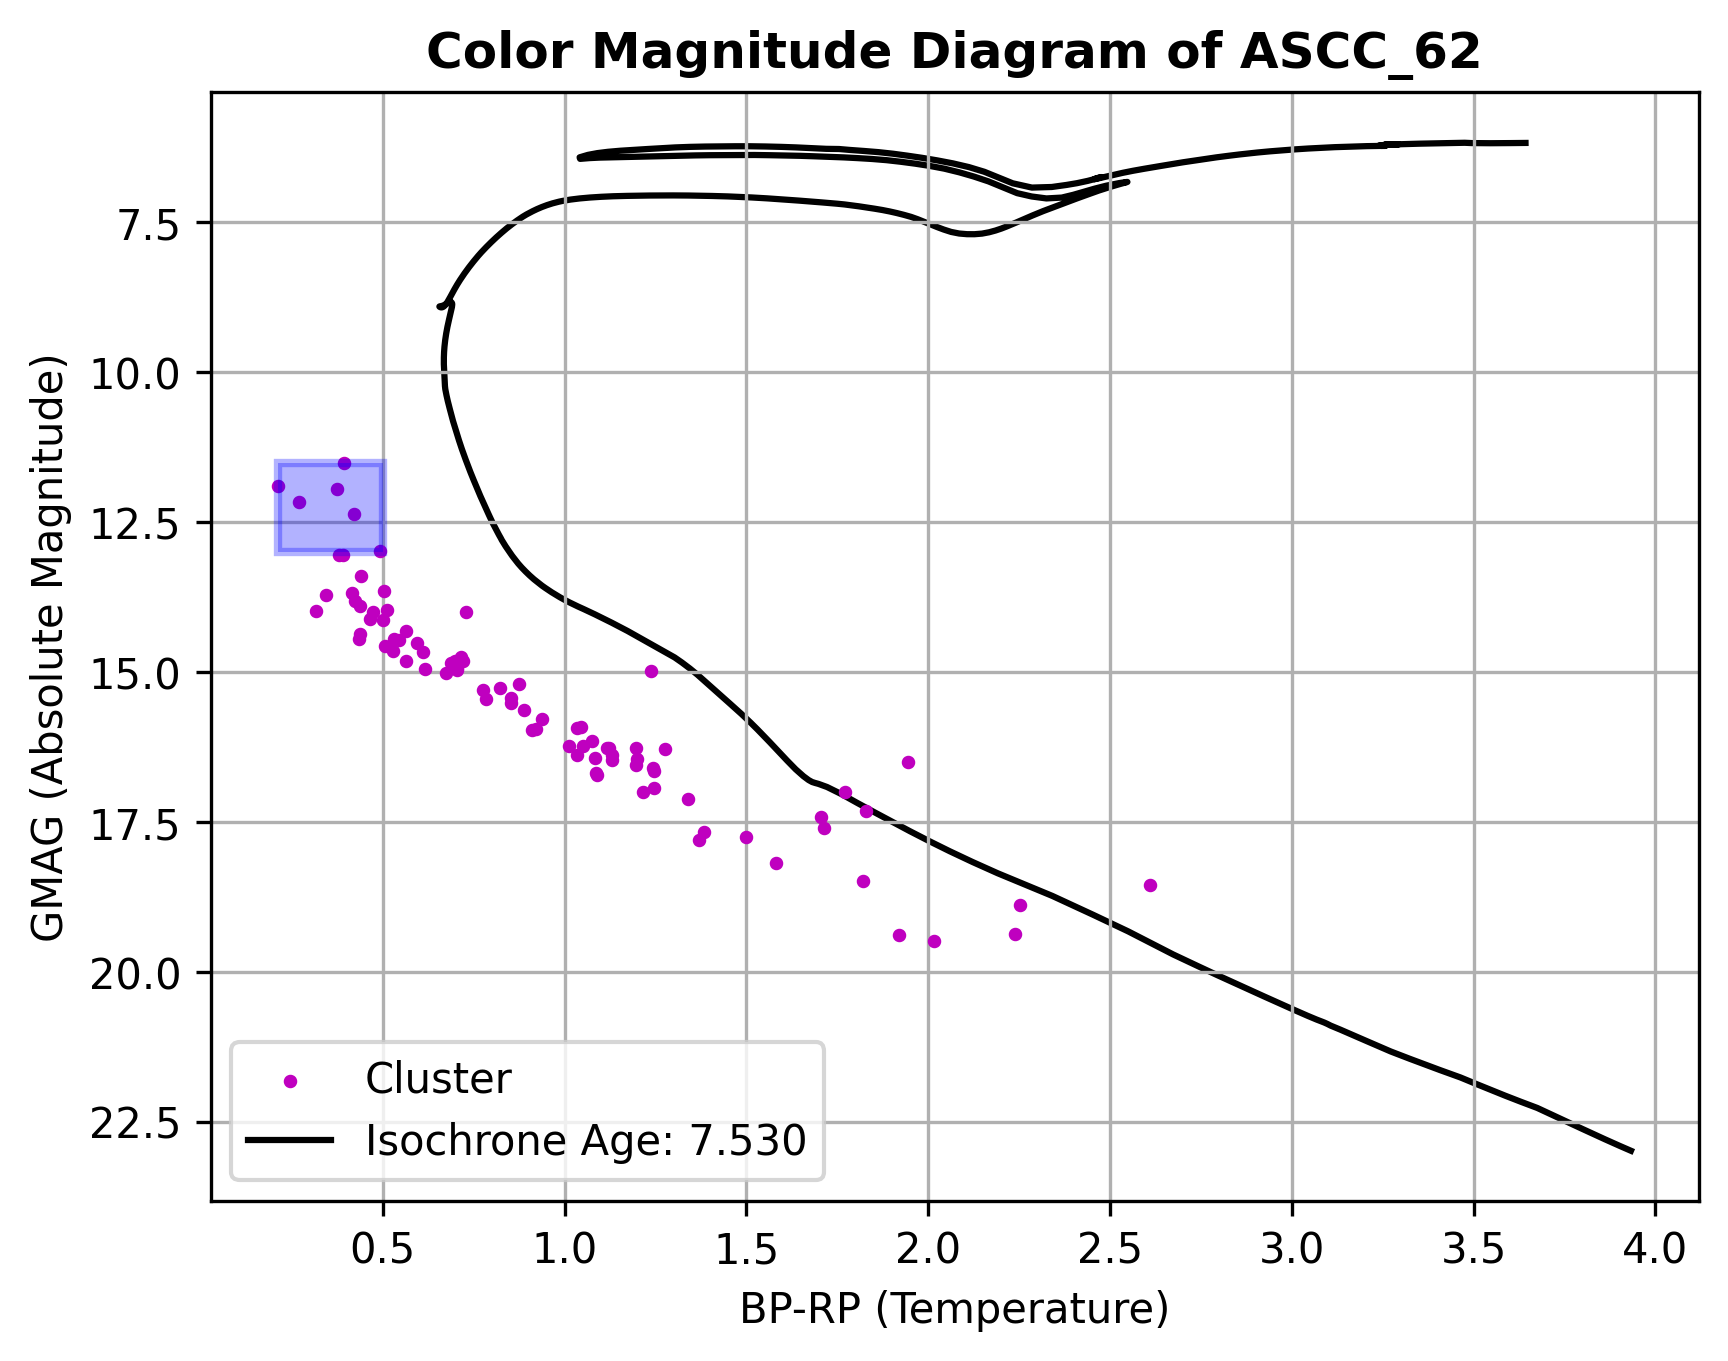 Color Magnitude Diagram of ASCC_62
GMAG (Absolute Magnitude)
7.5
10.0
12.5
15.0
17.5
20.0
22.5
Cluster
Isochrone Age: 7.530
0.5 1.0 1.5 2.0 2.5 3.0 3.5 4.0
BP-RP (Temperature)